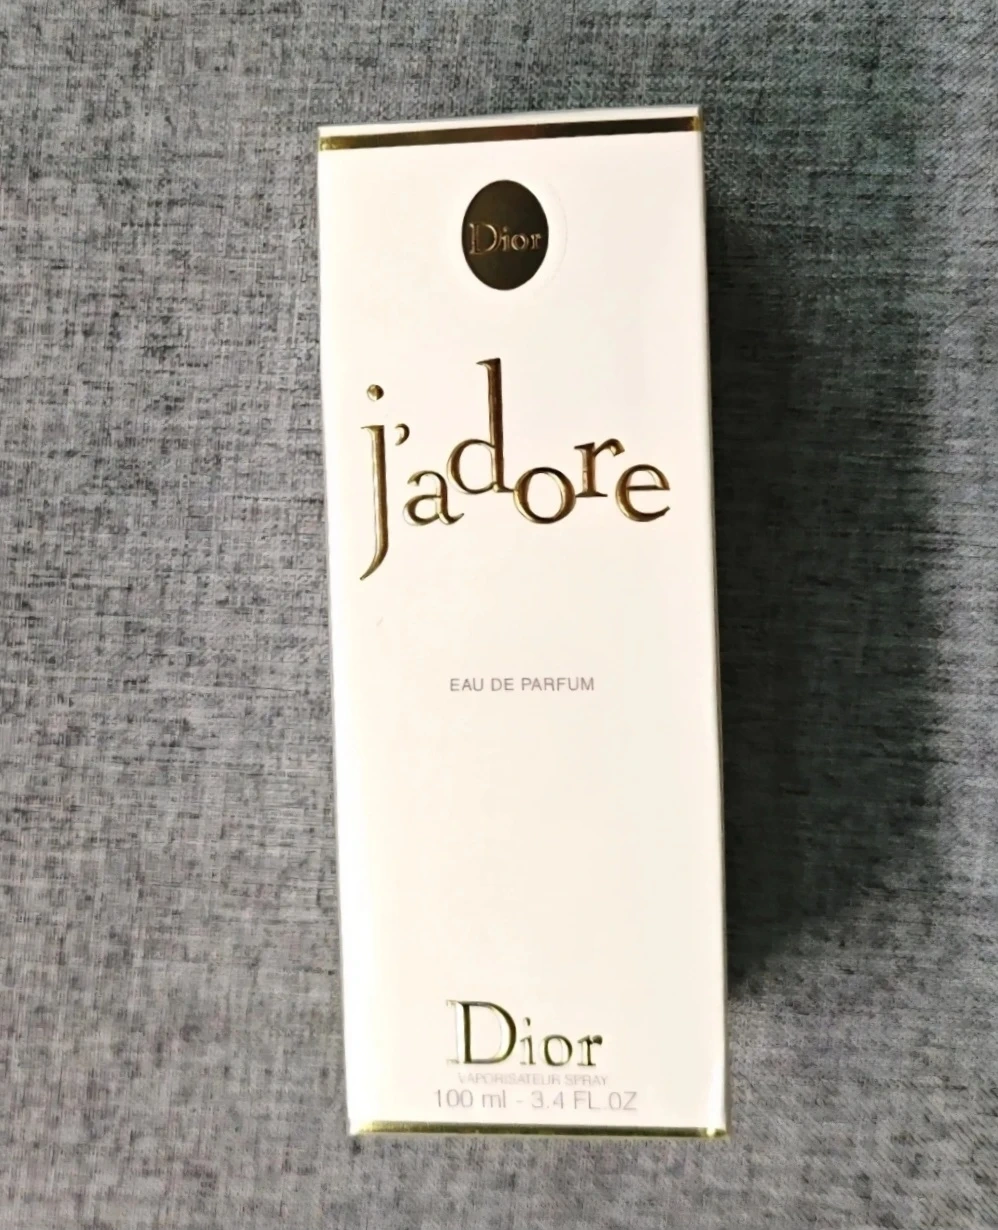 Dior
j'adore
EAU DE PARFUM
Dior
VAPORISATEUR SPRAY
100 ml - 3.4 FL.OZ